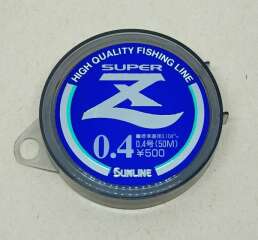 HIGH QUALITY FISHING LINE
SUPER
Z
0.4
0.4号(50M)
¥500
SUNLINE